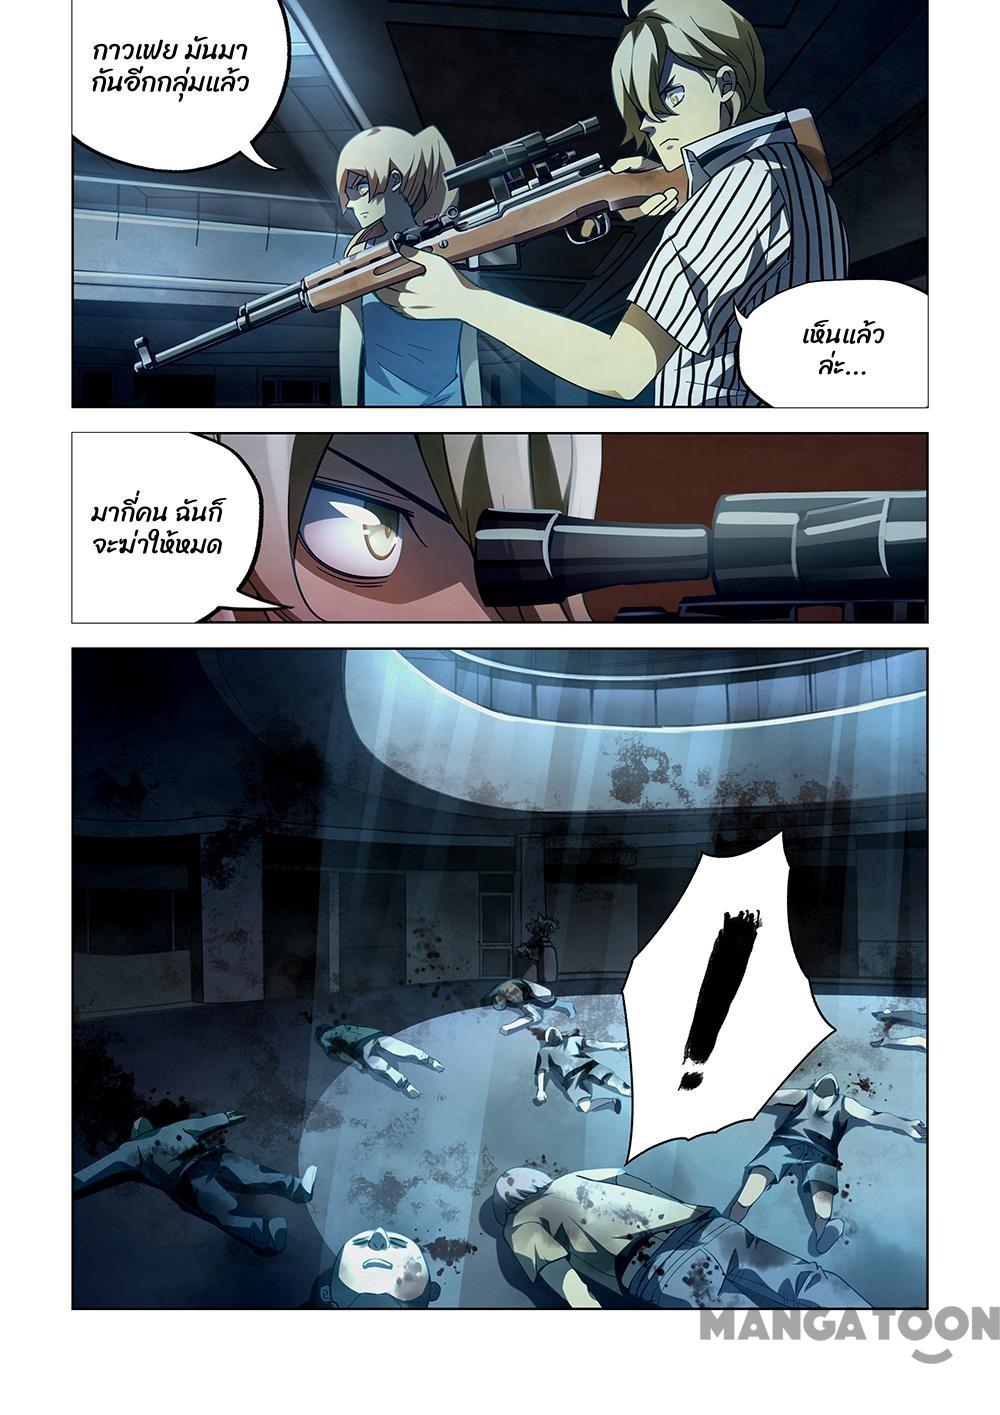 กาวเฟย มันมา
กันอีกกลุ่มแล้ว
เห็นแล้ว
ล่ะ...
มากี่คน ฉันก็
จะฆ่าให้หมด
!
MANGATOON